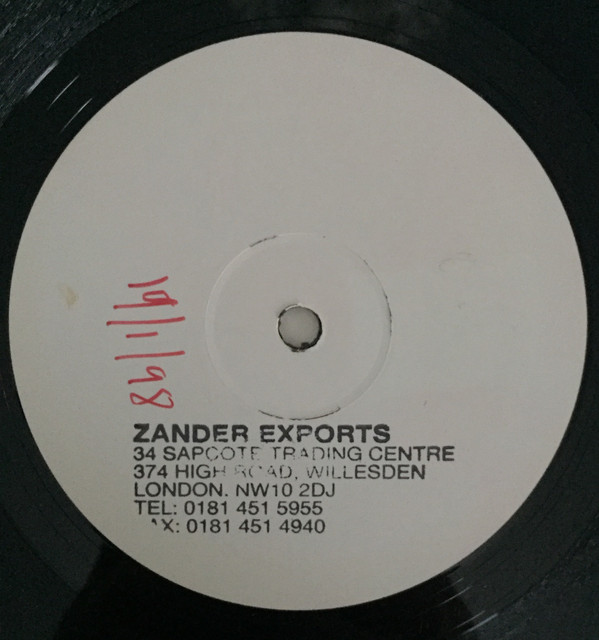 19/1/98
ZANDER EXPORTS
34 SAPCOTE TRADING CENTRE
374 HIGH ROAD, WILLESDEN
LONDON. NW10 2DJ
TEL: 0181 451 5955
FAX: 0181 451 4940